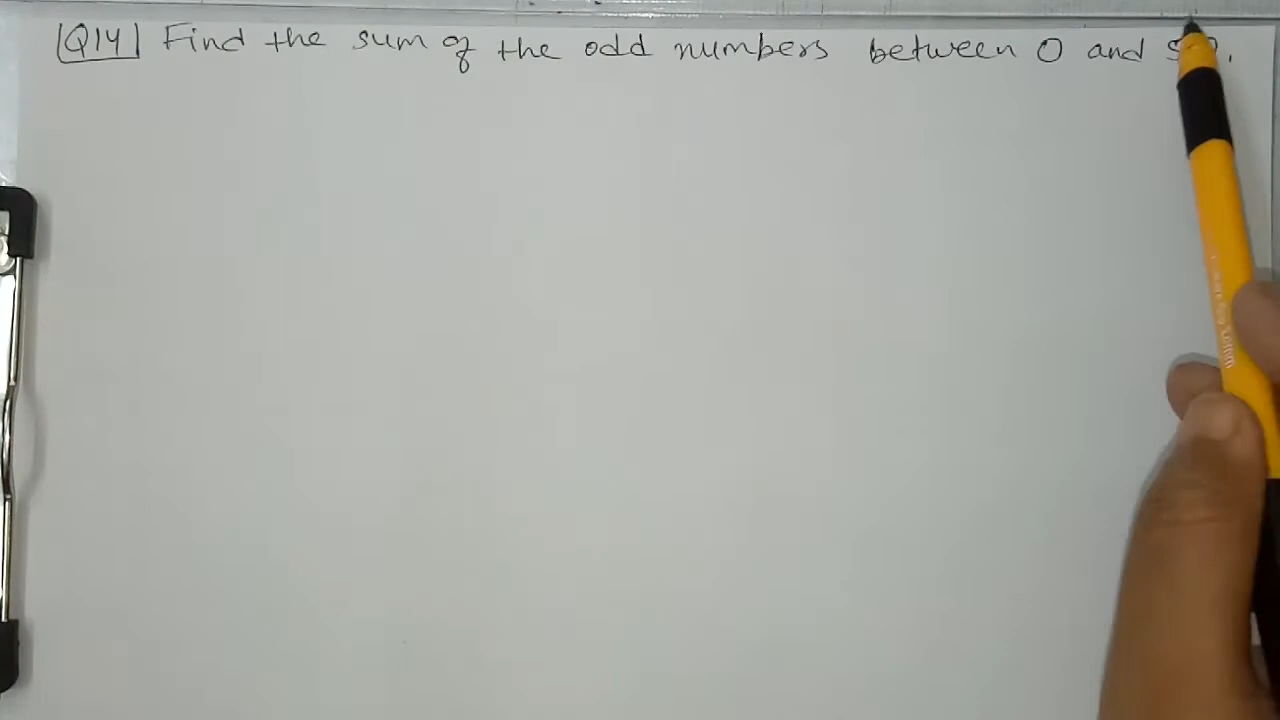 Q14 Find the sum of the odd numbers between 0 and